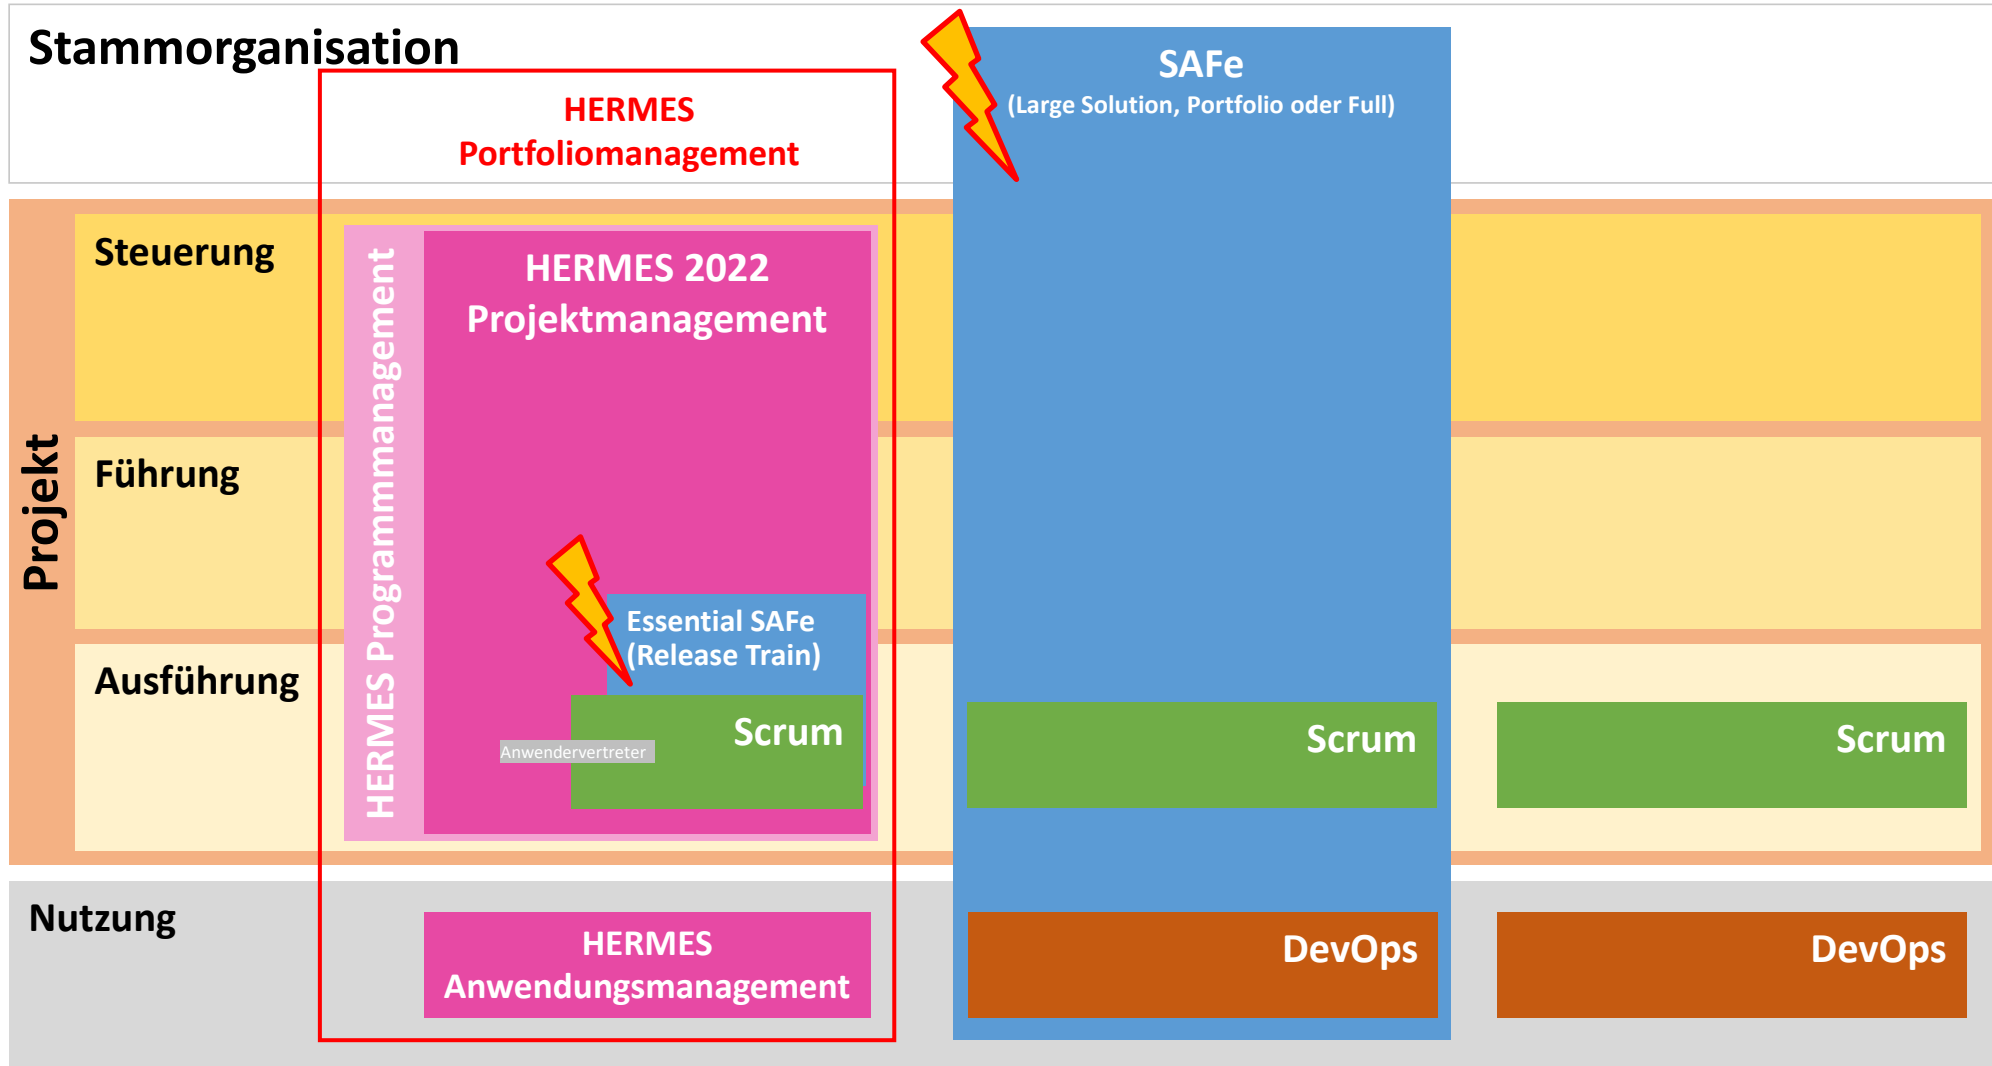 Stammorganisation
HERMES
Portfoliomanagement
SAFe
(Large Solution, Portfolio oder Full)
Projekt
Steuerung
Führung
Ausführung
HERMES Programmmanagement
HERMES 2022
Projektmanagement
Essential SAFe
(Release Train)
Scrum
Anwendervertreter
Scrum
Scrum
Nutzung
HERMES
Anwendungsmanagement
DevOps
DevOps